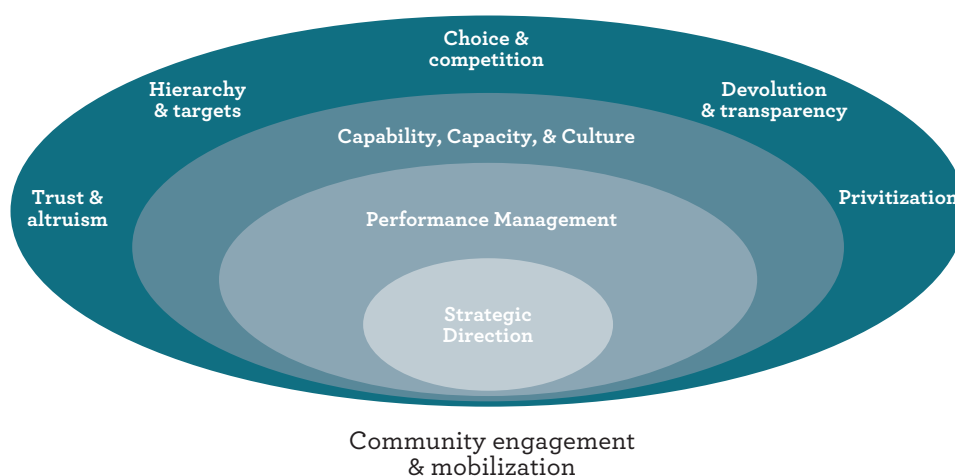 Choice &
competition
Hierarchy
& targets
Devolution
& transparency
Capability, Capacity, & Culture
Trust &
altruism
Privitization
Performance Management
Strategic
Direction
Community engagement
& mobilization